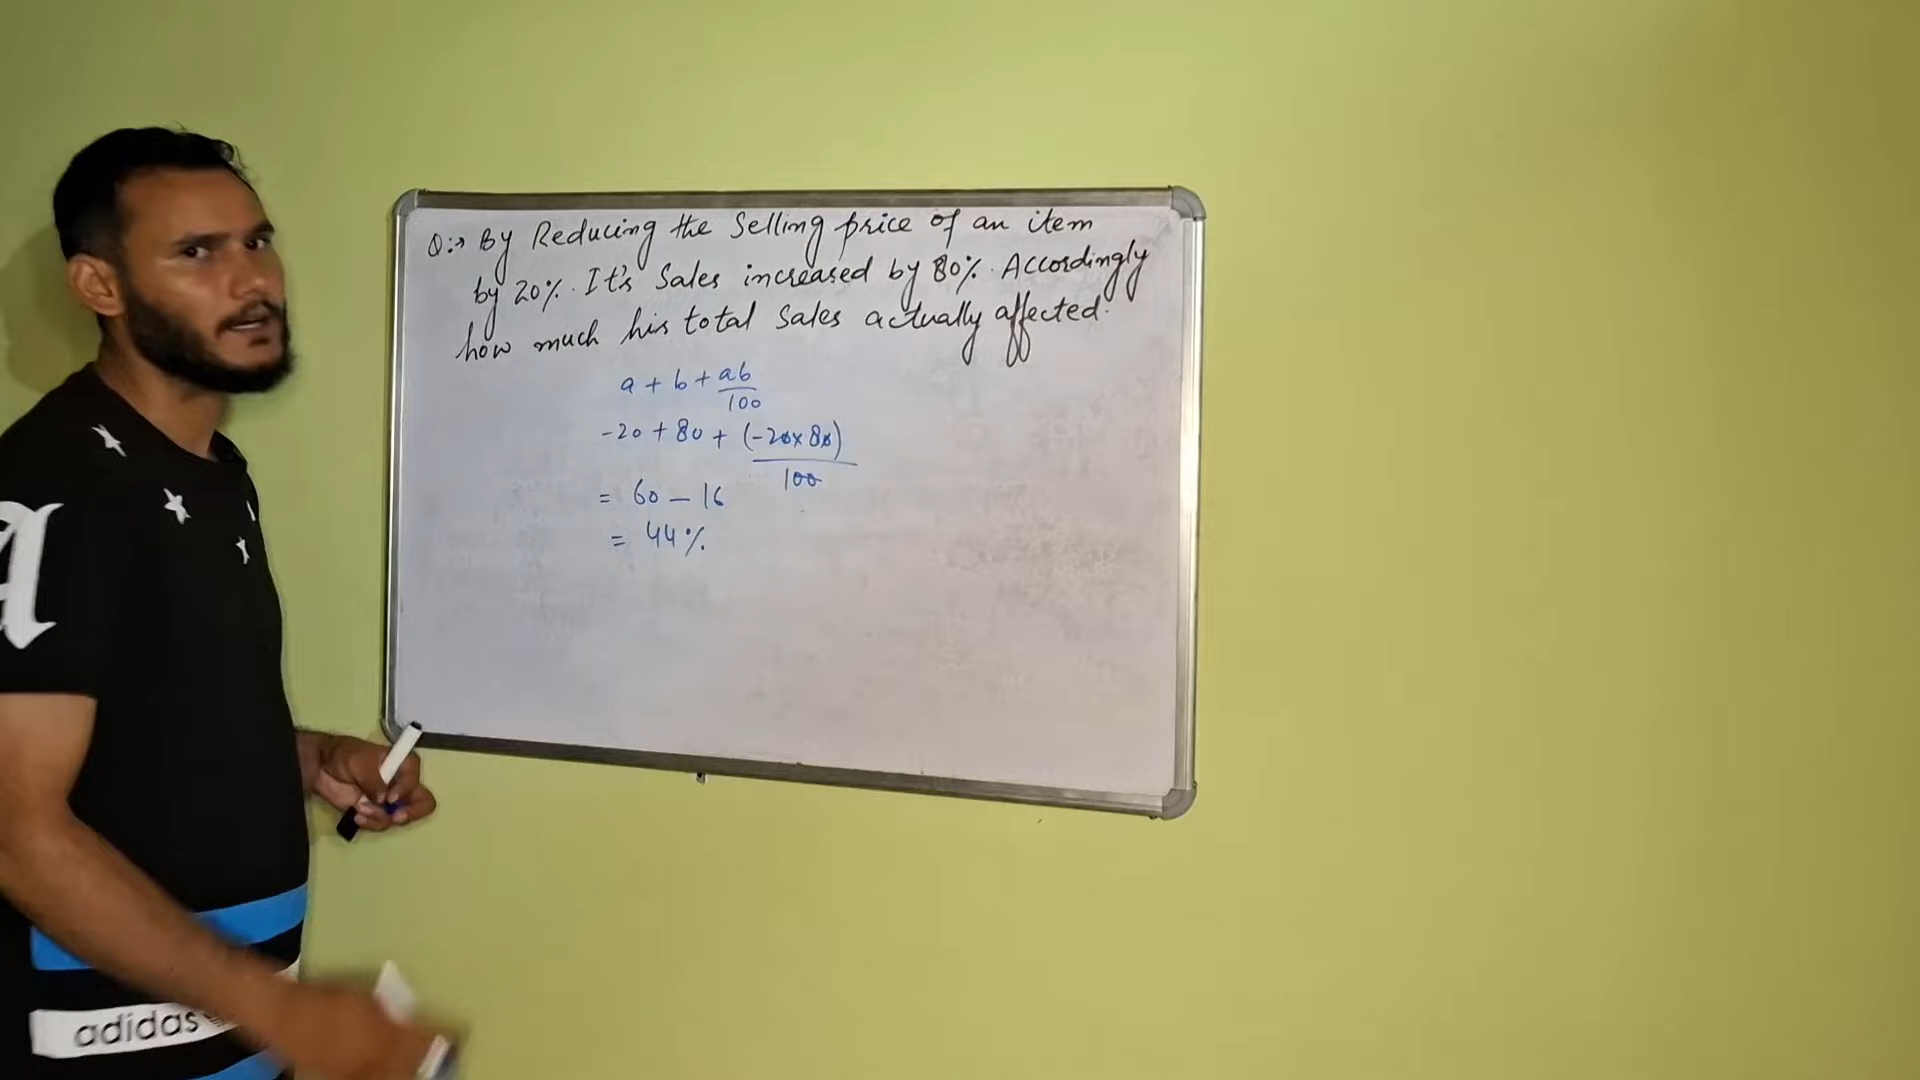 Q:→ By Reducing the Selling price of an item
by 20%. It's Sales increased by 80%. Accordingly
how much his total Sales actually affected.
a + b + ab/100
-20 + 80 + (-20x80)/100
= 60 - 16
= 44%
adidas